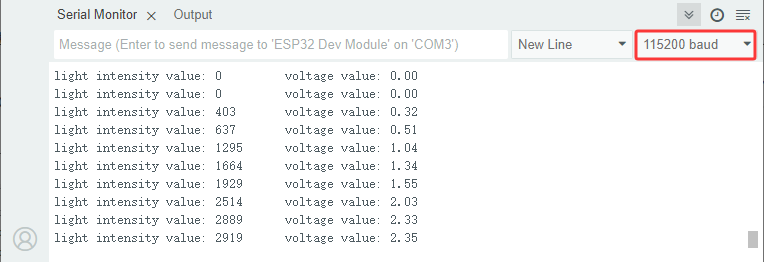 Serial Monitor Output
Message (Enter to send message to 'ESP32 Dev Module' on 'COM3') New Line 115200 baud
light intensity value: 0 voltage value: 0.00
light intensity value: 0 voltage value: 0.00
light intensity value: 403 voltage value: 0.32
light intensity value: 637 voltage value: 0.51
light intensity value: 1295 voltage value: 1.04
light intensity value: 1664 voltage value: 1.34
light intensity value: 1929 voltage value: 1.55
light intensity value: 2514 voltage value: 2.03
light intensity value: 2889 voltage value: 2.33
light intensity value: 2919 voltage value: 2.35